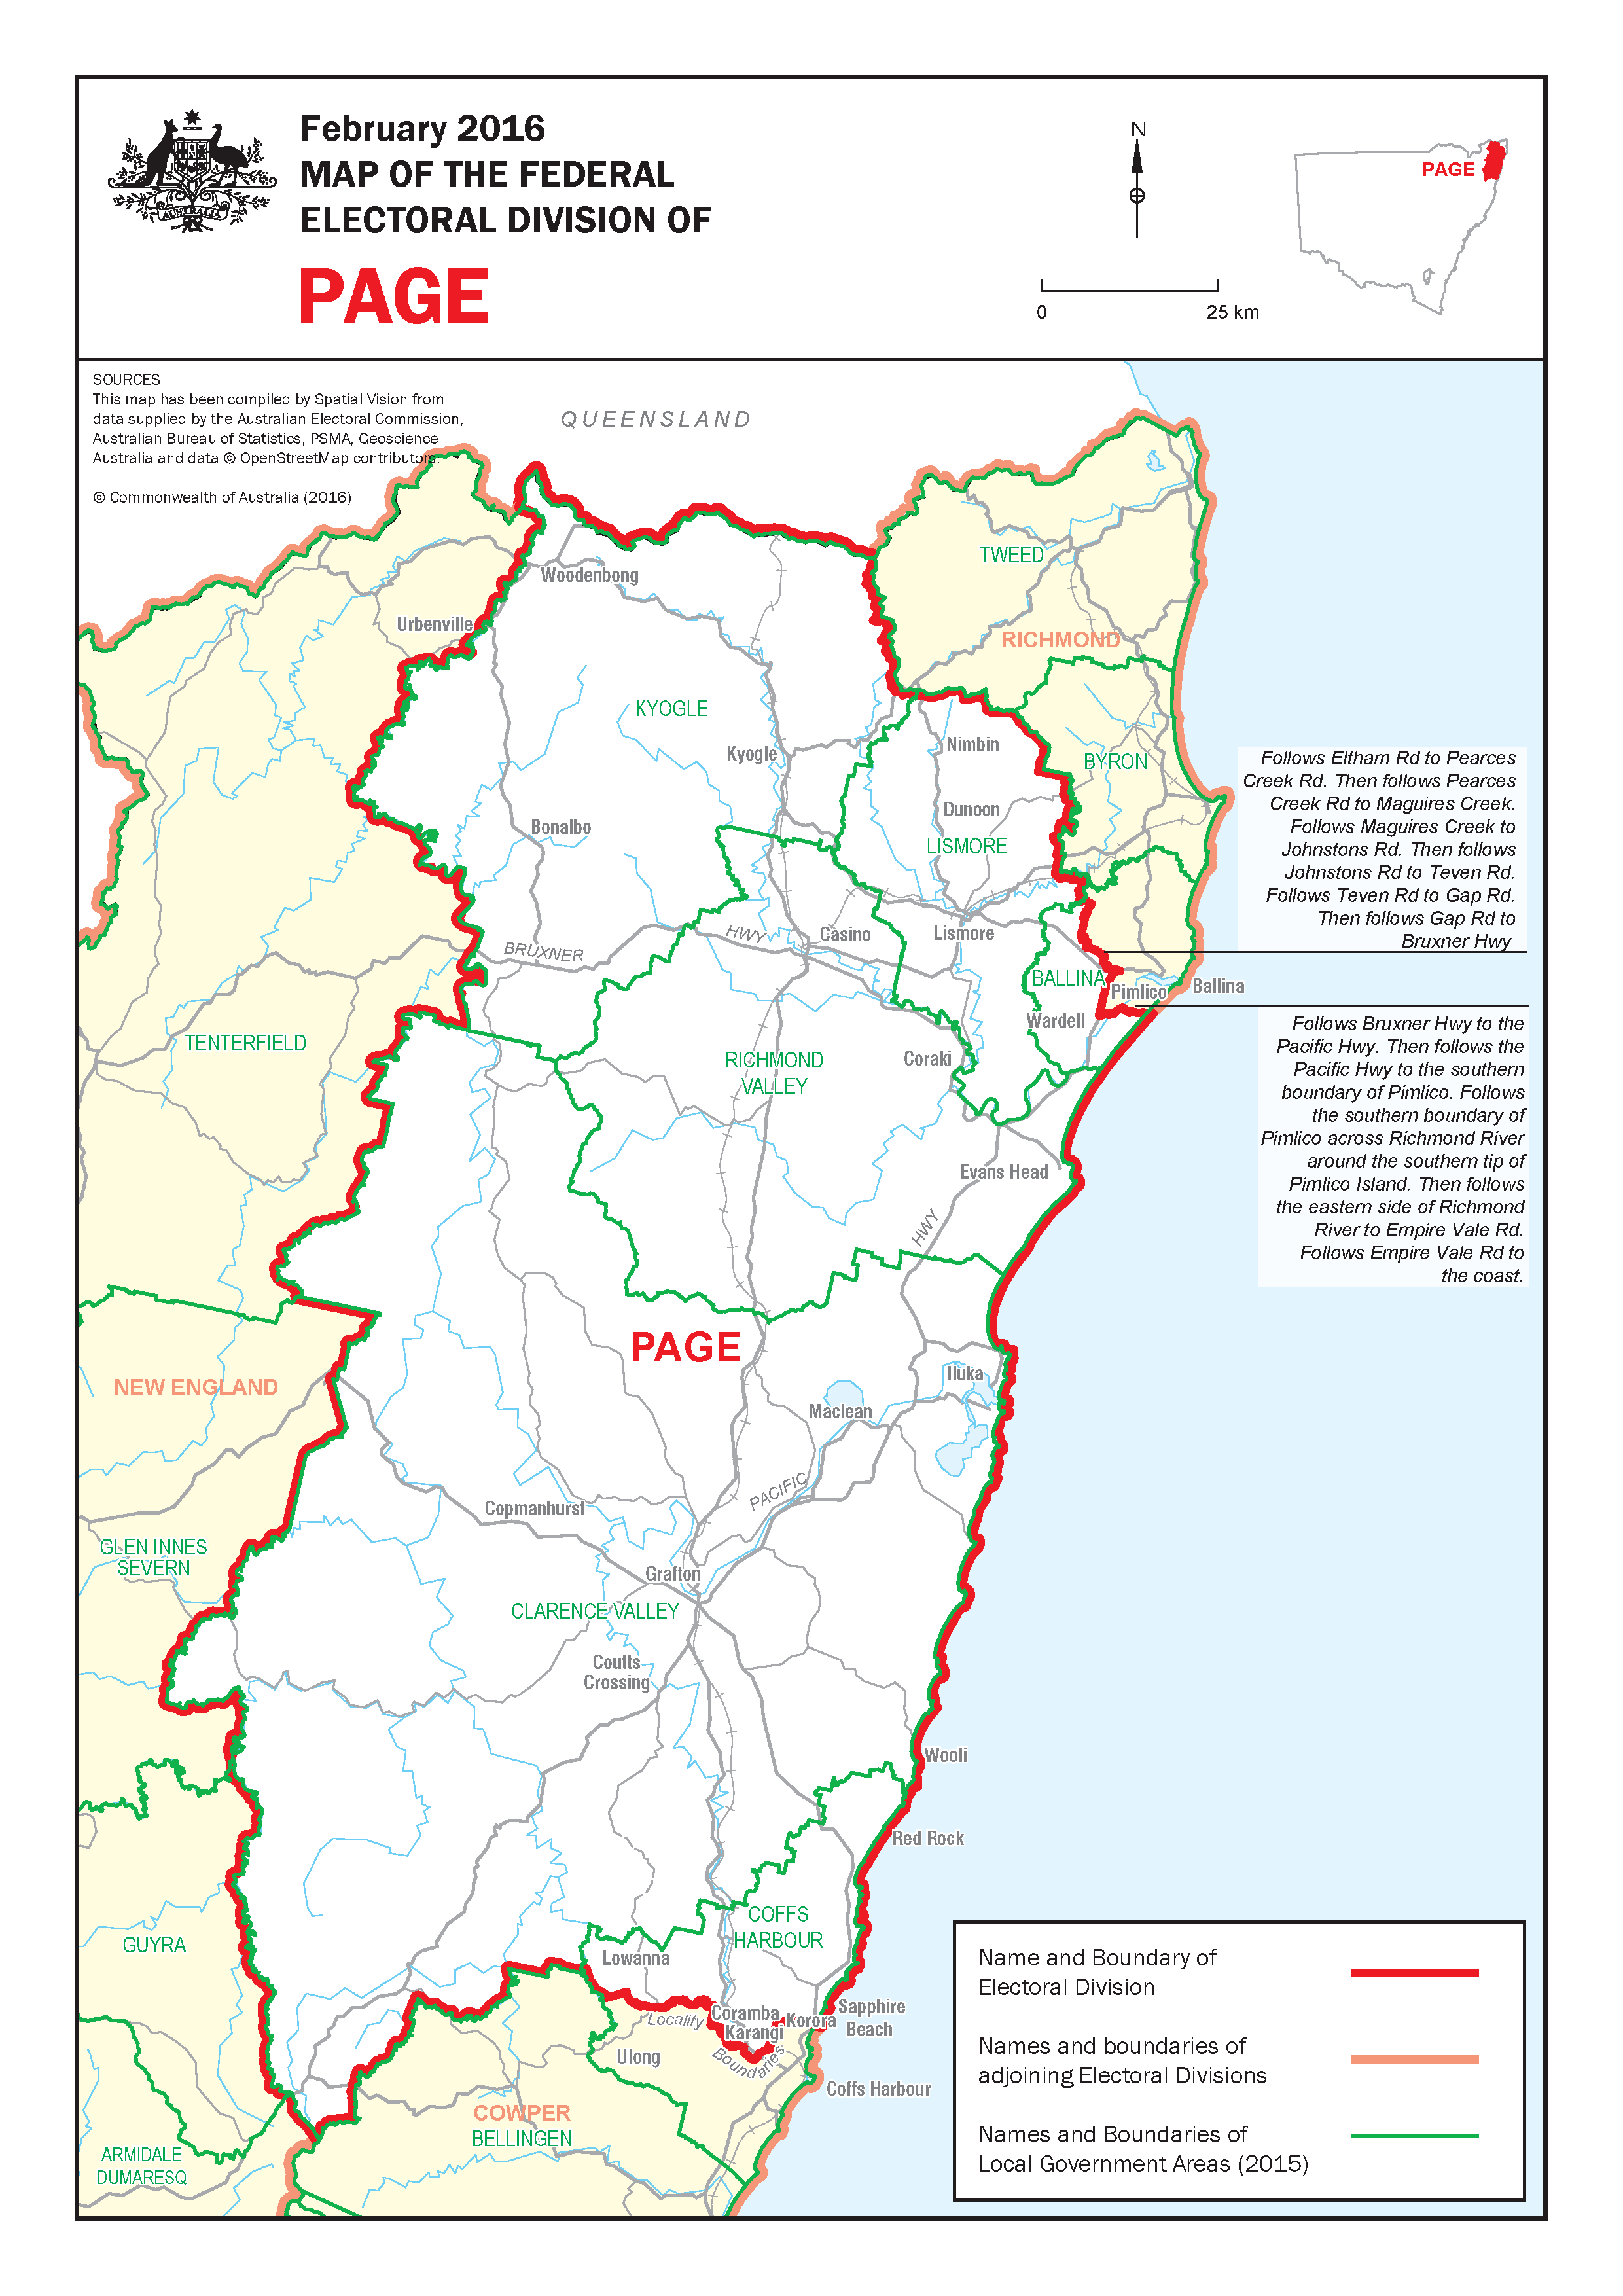 February 2016
MAP OF THE FEDERAL
ELECTORAL DIVISION OF
PAGE
AUSTRALIA
N
0
25 km
PAGE
SOURCES
This map has been compiled by Spatial Vision from
data supplied by the Australian Electoral Commission,
Australian Bureau of Statistics, PSMA, Geoscience
Australia and data © OpenStreetMap contributors.
© Commonwealth of Australia (2016)
QUEENSLAND
TWEED
Woodenbong
Urbenville
RICHMOND
KYOGLE
Nimbin
Kyogle
BYRON
Dunoon
Bonalbo
LISMORE
Follows Eltham Rd to Pearces
Creek Rd. Then follows Pearces
Creek Rd to Maguires Creek.
Follows Maguires Creek to
Johnstons Rd. Then follows
Johnstons Rd to Teven Rd.
Follows Teven Rd to Gap Rd.
Then follows Gap Rd to
Bruxner Hwy
BRUXNER
HWY
Casino
Lismore
BALLINA
Pimlico
Ballina
Wardell
TENTERFIELD
RICHMOND
VALLEY
Coraki
Follows Bruxner Hwy to the
Pacific Hwy. Then follows the
Pacific Hwy to the southern
boundary of Pimlico. Follows
the southern boundary of
Pimlico across Richmond River
around the southern tip of
Pimlico Island. Then follows
the eastern side of Richmond
River to Empire Vale Rd.
Follows Empire Vale Rd to
the coast.
Evans Head
HWY
PAGE
NEW ENGLAND
Iluka
Maclean
PACIFIC
Copmanhurst
GLEN INNES
SEVERN
Grafton
CLARENCE VALLEY
Coutts
Crossing
Wooli
Red Rock
COFFS
HARBOUR
GUYRA
Lowanna
Coramba
Karangi
Korora
Sapphire
Beach
Locality
Boundaries
Ulong
Coffs Harbour
COWPER
BELLINGEN
ARMIDALE
DUMARESQ
Name and Boundary of
Electoral Division
Names and boundaries of
adjoining Electoral Divisions
Names and Boundaries of
Local Government Areas (2015)